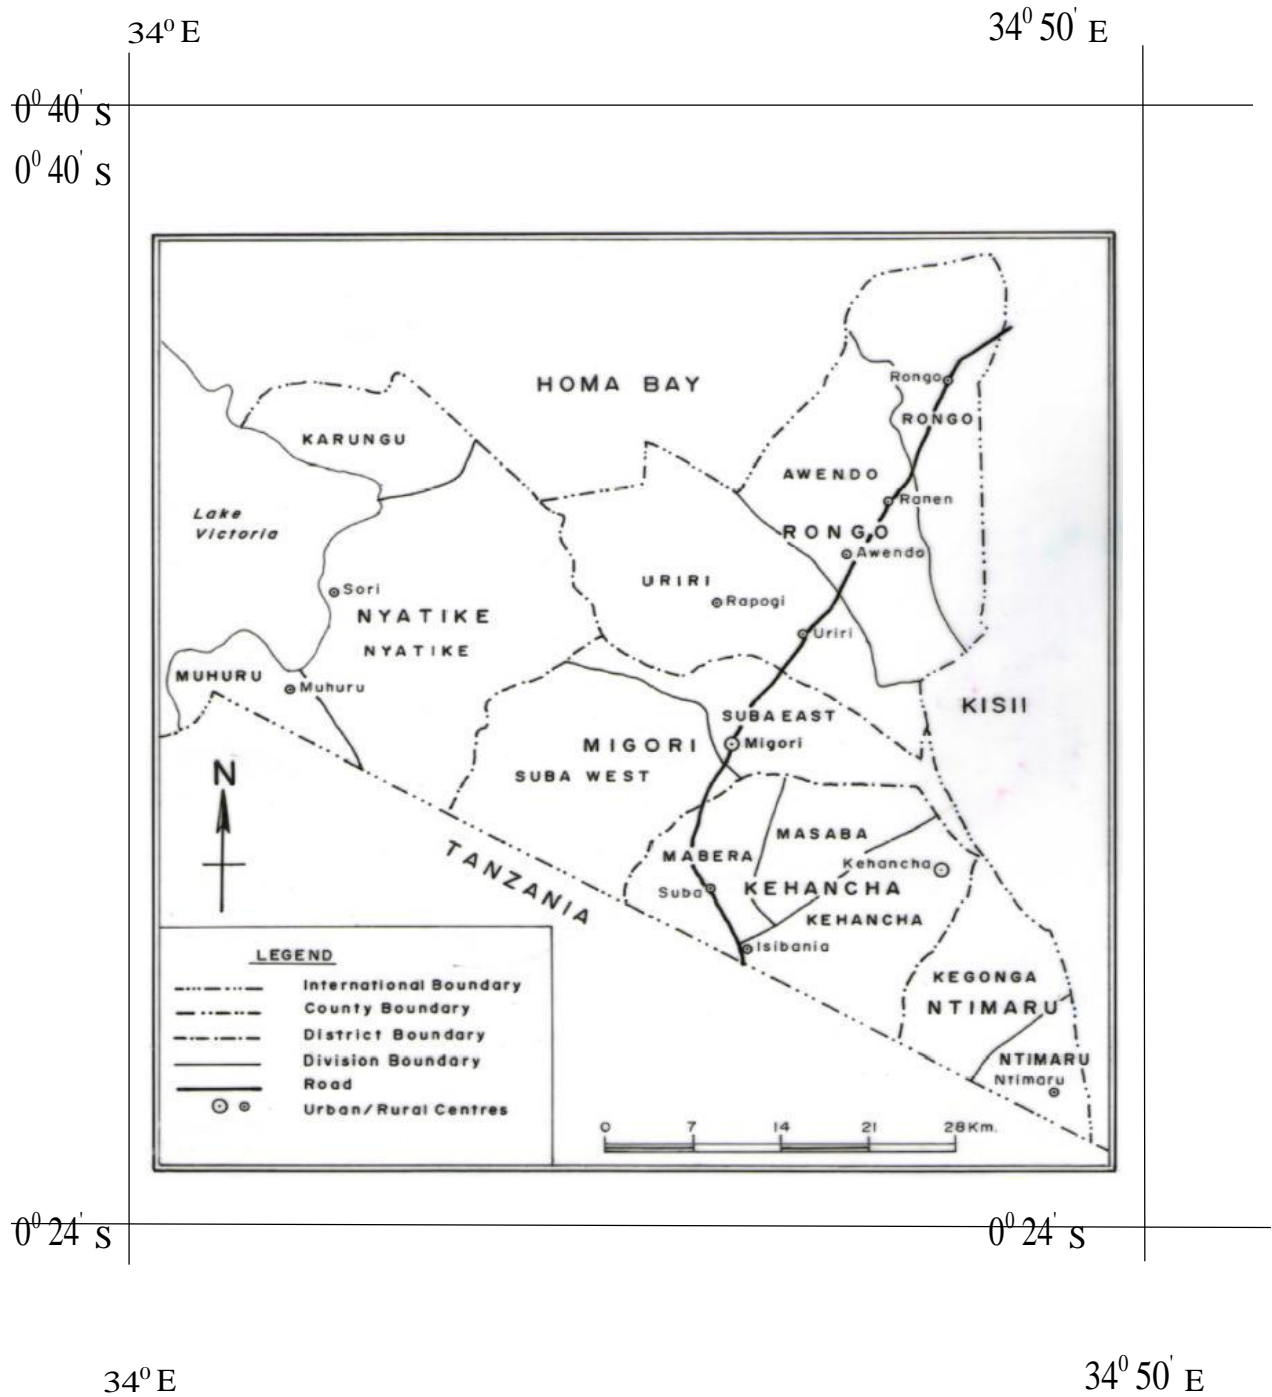 34⁰ E
34⁰ 50' E
0⁰ 40' S
0⁰ 40' S
HOMA BAY
Rongo
RONGO
KARUNGU
AWENDO
Ranen
Lake
Victoria
RONGO
Awendo
URIRI
Sori
Rapogi
NYATIKE
Uriri
NYATIKE
MUHURU
Muhuru
KISII
SUBA EAST
MIGORI
Migori
SUBA WEST
N
MASABA
TANZANIA
MABERA
Kehancha
Suba
KEHANCHA
KEHANCHA
Isibania
LEGEND
International Boundary
County Boundary
District Boundary
Division Boundary
Road
Urban/Rural Centres
KEGONGA
NTIMARU
NTIMARU
Ntimaru
0 7 14 21 28Km.
0⁰ 24' S
0⁰ 24' S
34⁰ E
34⁰ 50' E